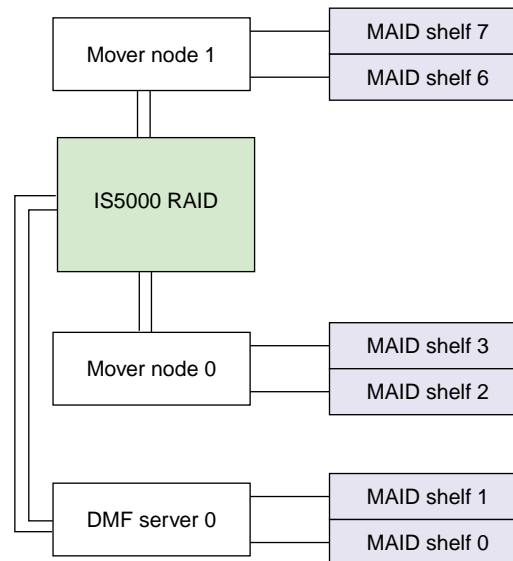 MAID shelf 7
Mover node 1
MAID shelf 6
IS5000 RAID
MAID shelf 3
Mover node 0
MAID shelf 2
MAID shelf 1
DMF server 0
MAID shelf 0